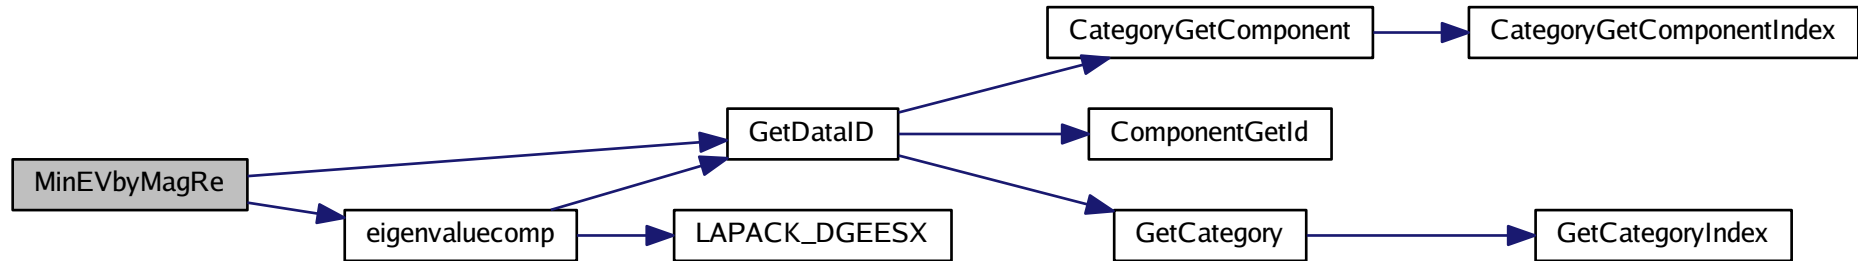 CategoryGetComponent
CategoryGetComponentIndex
GetDataID
ComponentGetId
MinEVbyMagRe
eigenvaluecomp
LAPACK_DGEESX
GetCategory
GetCategoryIndex